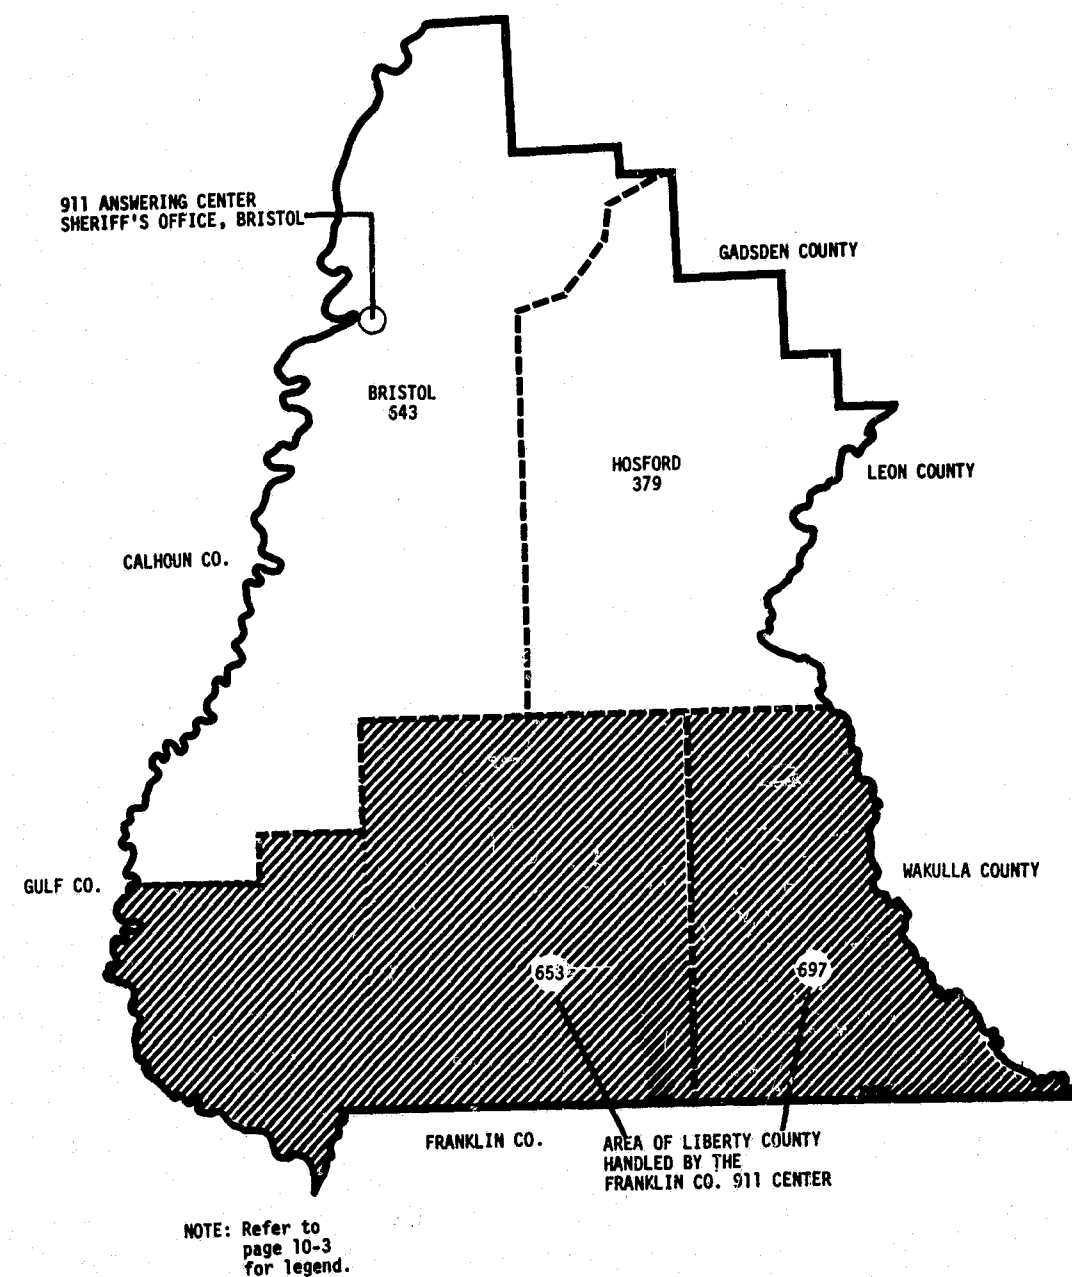 911 ANSWERING CENTER
SHERIFF'S OFFICE, BRISTOL
GADSDEN COUNTY
BRISTOL
643
HOSFORD
379
LEON COUNTY
CALHOUN CO.
GULF CO.
WAKULLA COUNTY
653
697
FRANKLIN CO.
AREA OF LIBERTY COUNTY
HANDLED BY THE
FRANKLIN CO. 911 CENTER
NOTE: Refer to
page 10-3
for legend.